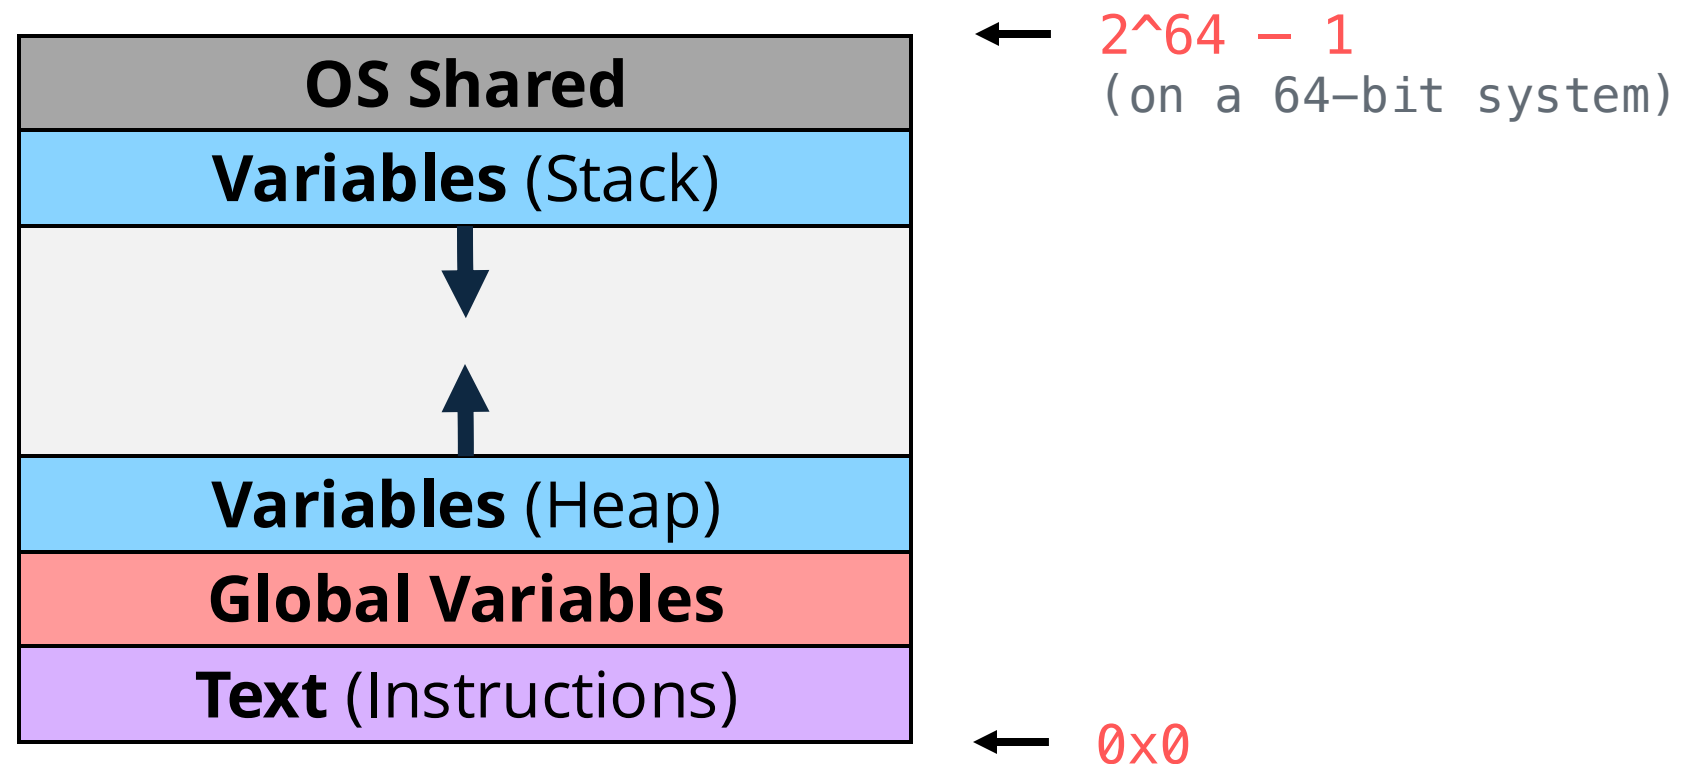 OS Shared
2^64 – 1
(on a 64–bit system)
Variables (Stack)
Variables (Heap)
Global Variables
Text (Instructions)
0x0